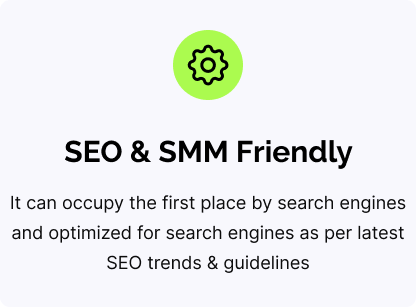 SEO & SMM Friendly
It can occupy the first place by search engines
and optimized for search engines as per latest
SEO trends & guidelines